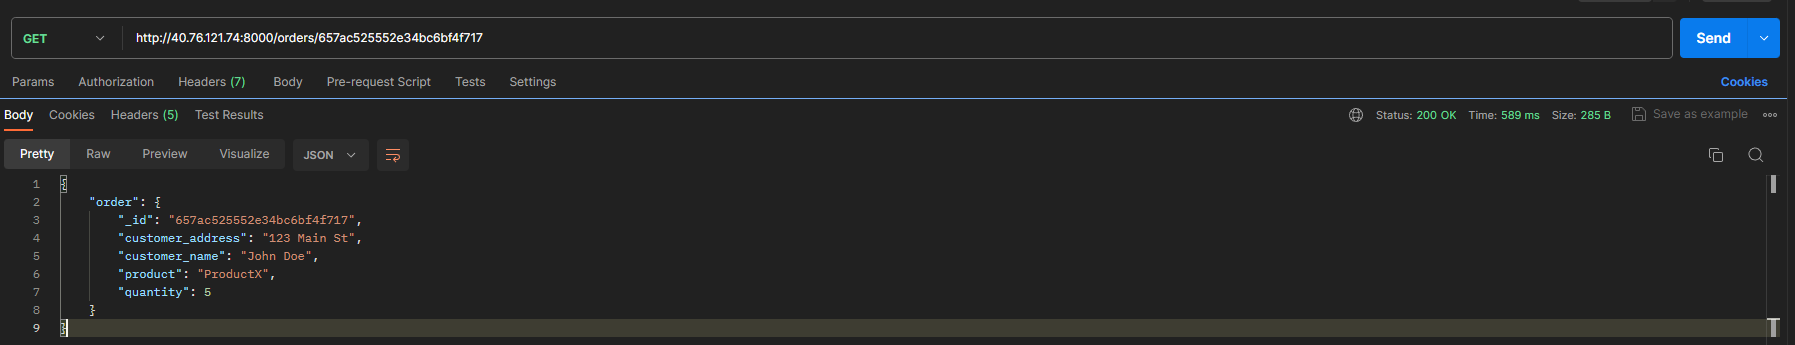 GET http://40.76.121.74:8000/orders/657ac525552e34bc6bf4f717 Send
Params Authorization Headers (7) Body Pre-request Script Tests Settings Cookies
Body Cookies Headers (5) Test Results Status: 200 OK Time: 589 ms Size: 285 B Save as example
Pretty Raw Preview Visualize JSON
1 {
2 "order": {
3 "_id": "657ac525552e34bc6bf4f717",
4 "customer_address": "123 Main St",
5 "customer_name": "John Doe",
6 "product": "ProductX",
7 "quantity": 5
8 }
9 }